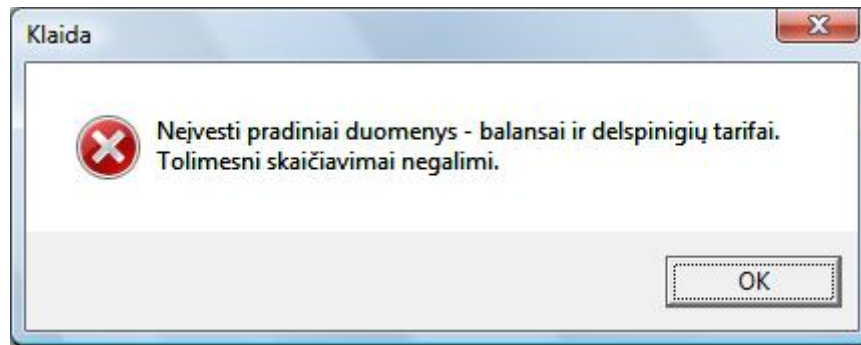 Klaida
Neįvesti pradiniai duomenys - balansai ir delspinigių tarifai.
Tolimesni skaičiavimai negalimi.
OK